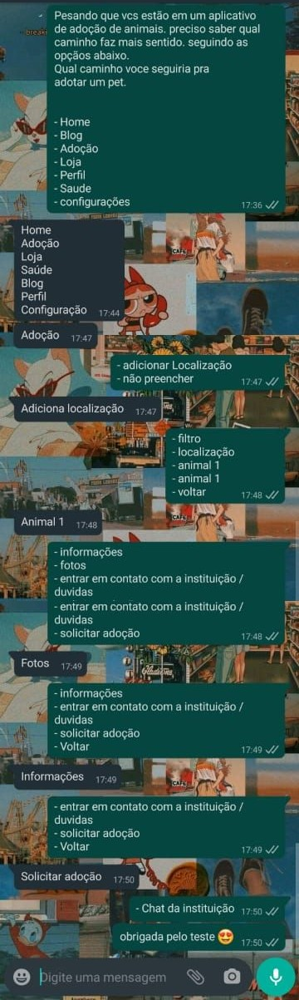 Pesando que vcs estão em um aplicativo
de adoção de animais. preciso saber qual
caminho faz mais sentido. seguindo as
opções abaixo.
Qual caminho voce seguiria pra
adotar um pet.
- Home
- Blog
- Adoção
- Loja
- Perfil
- Saude
- configurações
17:36
Home
Adoção
Loja
Saúde
Blog
Perfil
Configuração 17:44
Adoção 17:47
- adicionar Localização
- não preencher 17:47
Adiciona localização 17:47
- filtro
- localização
- animal 1
- animal 1
- voltar 17:48
Animal 1 17:48
- informações
- fotos
- entrar em contato com a instituição /
duvidas
- entrar em contato com a instituição /
duvidas
- solicitar adoção 17:48
Fotos 17:49
- informações
- entrar em contato com a instituição /
duvidas
- solicitar adoção
- Voltar 17:49
Informações 17:49
- entrar em contato com a instituição /
duvidas
- solicitar adoção
- Voltar 17:49
Solicitar adoção 17:50
- Chat da instituição 17:50
obrigada pelo teste 😍 17:50
Digite uma mensagem